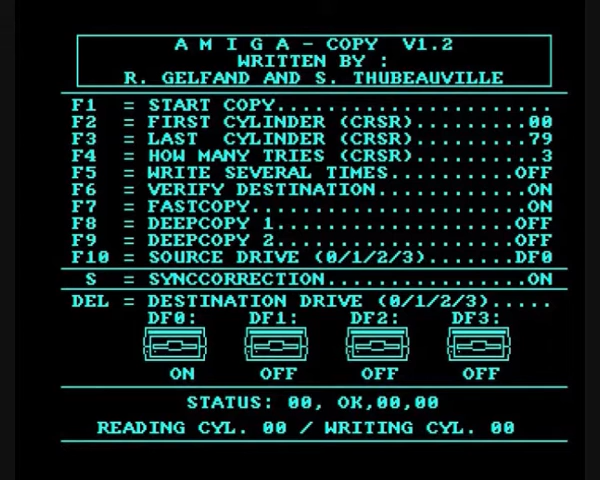 A M I G A - COPY V1.2
WRITTEN BY :
R. GELFAND AND S. THUBEAUVILLE
F1 = START COPY.......................
F2 = FIRST CYLINDER (CRSR).........00
F3 = LAST CYLINDER (CRSR).........79
F4 = HOW MANY TRIES (CRSR)..........3
F5 = WRITE SEVERAL TIMES...........OFF
F6 = VERIFY DESTINATION.............ON
F7 = FASTCOPY.......................ON
F8 = DEEPCOPY 1....................OFF
F9 = DEEPCOPY 2....................OFF
F10 = SOURCE DRIVE (0/1/2/3).......DF0
S = SYNCCORRECTION................ON
DEL = DESTINATION DRIVE (0/1/2/3).....
DF0: DF1: DF2: DF3:
ON OFF OFF OFF
STATUS: 00, OK,00,00
READING CYL. 00 / WRITING CYL. 00